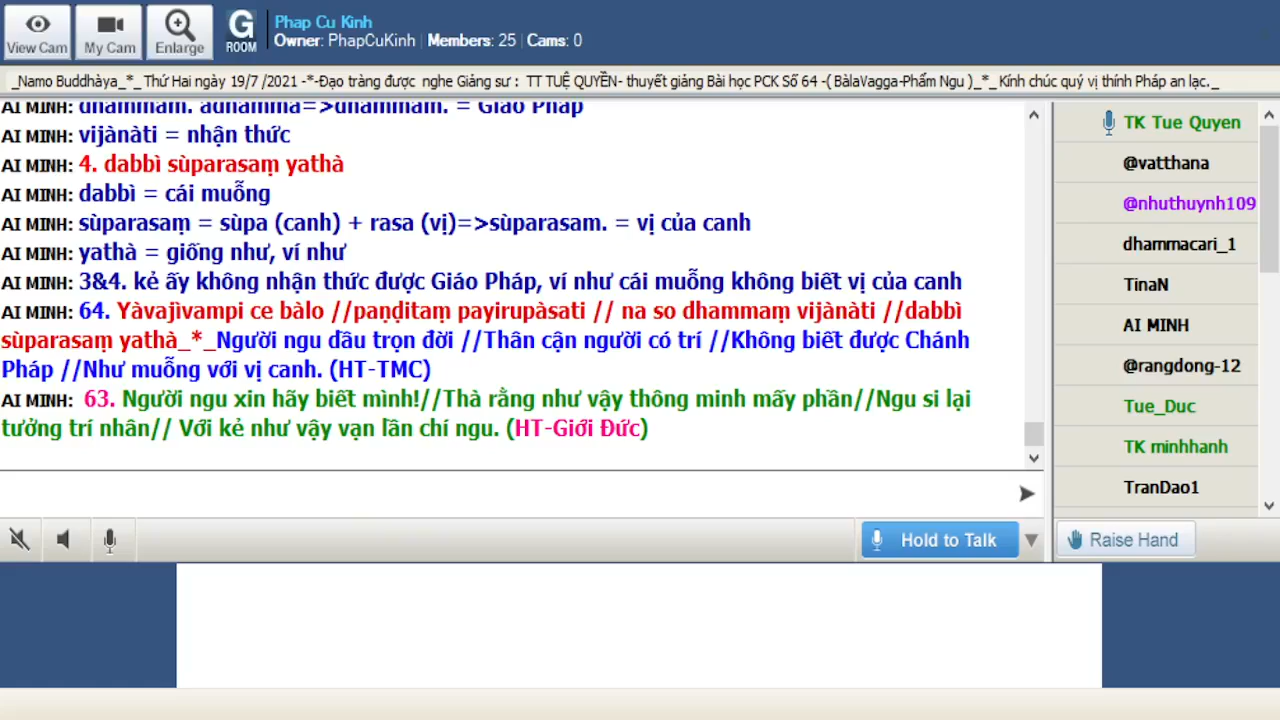 View Cam
My Cam
Enlarge
G
ROOM
Phap Cu Kinh
Owner: PhapCuKinh | Members: 25 | Cams: 0
_Namo Buddhàya_*_ Thứ Hai ngày 19/7 /2021 -*-Đạo tràng được nghe Giảng sư : TT TUỆ QUYỀN- thuyết giảng Bài học PCK Số 64 -( BàlaVagga-Phẩm Ngu )_*_Kính chúc quý vị thính Pháp an lạc._
AI MINH: dhammam. adhamma=>dhammam. = Giáo Pháp
AI MINH: vijànàti = nhận thức
AI MINH: 4. dabbì sùparasaṃ yathà
AI MINH: dabbì = cái muỗng
AI MINH: sùparasaṃ = sùpa (canh) + rasa (vị)=>sùparasam. = vị của canh
AI MINH: yathà = giống như, ví như
AI MINH: 3&4. kẻ ấy không nhận thức được Giáo Pháp, ví như cái muỗng không biết vị của canh
AI MINH: 64. Yàvajìvampi ce bàlo //paṇḍitaṃ payirupàsati // na so dhammaṃ vijànàti //dabbì
sùparasaṃ yathà_*_Người ngu dầu trọn đời //Thân cận người có trí //Không biết được Chánh
Pháp //Như muỗng với vị canh. (HT-TMC)
AI MINH: 63. Người ngu xin hãy biết mình!//Thà rằng như vậy thông minh mấy phần//Ngu si lại
tưởng trí nhân// Với kẻ như vậy vạn lần chí ngu. (HT-Giới Đức)
TK Tue Quyen
@vatthana
@nhuthuynh109
dhammacari_1
TinaN
AI MINH
@rangdong-12
Tue_Duc
TK minhhanh
TranDao1
Hold to Talk
Raise Hand